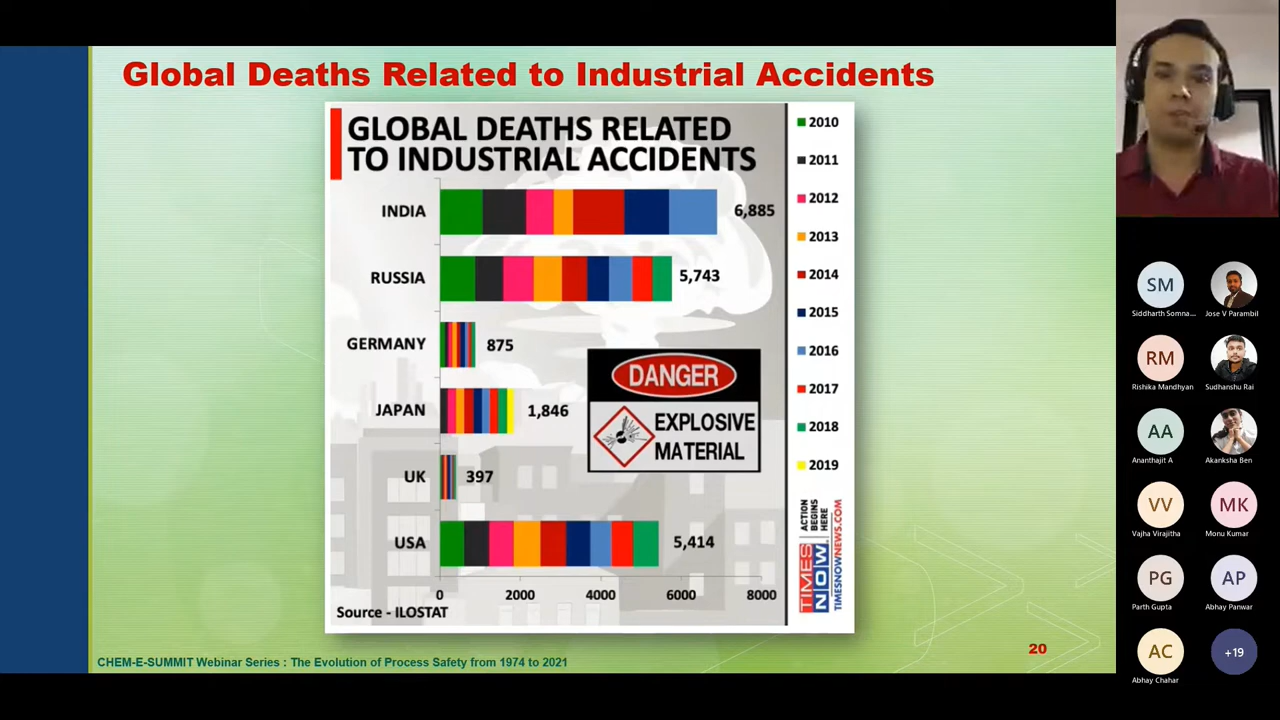 Global Deaths Related to Industrial Accidents
GLOBAL DEATHS RELATED
TO INDUSTRIAL ACCIDENTS
INDIA
6,885
RUSSIA
5,743
GERMANY
875
JAPAN
1,846
UK
397
USA
5,414
0
2000
4000
6000
8000
Source - ILOSTAT
DANGER
EXPLOSIVE
MATERIAL
2010
2011
2012
2013
2014
2015
2016
2017
2018
2019
TIMES
NOW
ACTION
BEGINS
HERE
TIMESNOWNEWS.COM
CHEM-E-SUMMIT Webinar Series : The Evolution of Process Safety from 1974 to 2021
20
SM
Siddharth Somna...
Jose V Parambil
RM
Rishika Mandhyan
Sudhanshu Rai
AA
Ananthajit A
Akanksha Ben
VV
Vajha Virajitha
MK
Monu Kumar
PG
Parth Gupta
AP
Abhay Panwar
AC
Abhay Chahar
+19